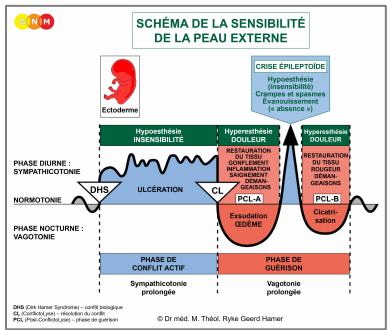 GNM
SCHÉMA DE LA SENSIBILITÉ
DE LA PEAU EXTERNE
Ectoderme
CRISE ÉPILEPTOÏDE
Hypoesthésie
(insensibilité)
Crampes et spasmes
Évanouissement
(« absence »)
Hypoesthésie
INSENSIBILITÉ
Hyperesthésie
DOULEUR
Hyperesthésie
DOULEUR
PHASE DIURNE :
SYMPATHICOTONIE
RESTAURATION
DU TISSU
GONFLEMENT
INFLAMMATION
SAIGNEMENT
DÉMAN-
GEAISONS
RESTAURATION
DU TISSU
ROUGEUR
DÉMAN-
GEAISONS
DHS
ULCÉRATION
CL
PCL-A
PCL-B
NORMOTONIE
PHASE NOCTURNE :
VAGOTONIE
Exsudation
ŒDÈME
Cicatri-
sation
PHASE DE
CONFLIT ACTIF
PHASE DE
GUÉRISON
Sympathicotonie
prolongée
Vagotonie
prolongée
DHS (Dirk Hamer Syndrome) – conflit biologique
CL (ConflictoLyse) – résolution du conflit
PCL (Post-ConflictoLyse) – phase de guérison
© Dr méd. M. Théol. Ryke Geerd Hamer